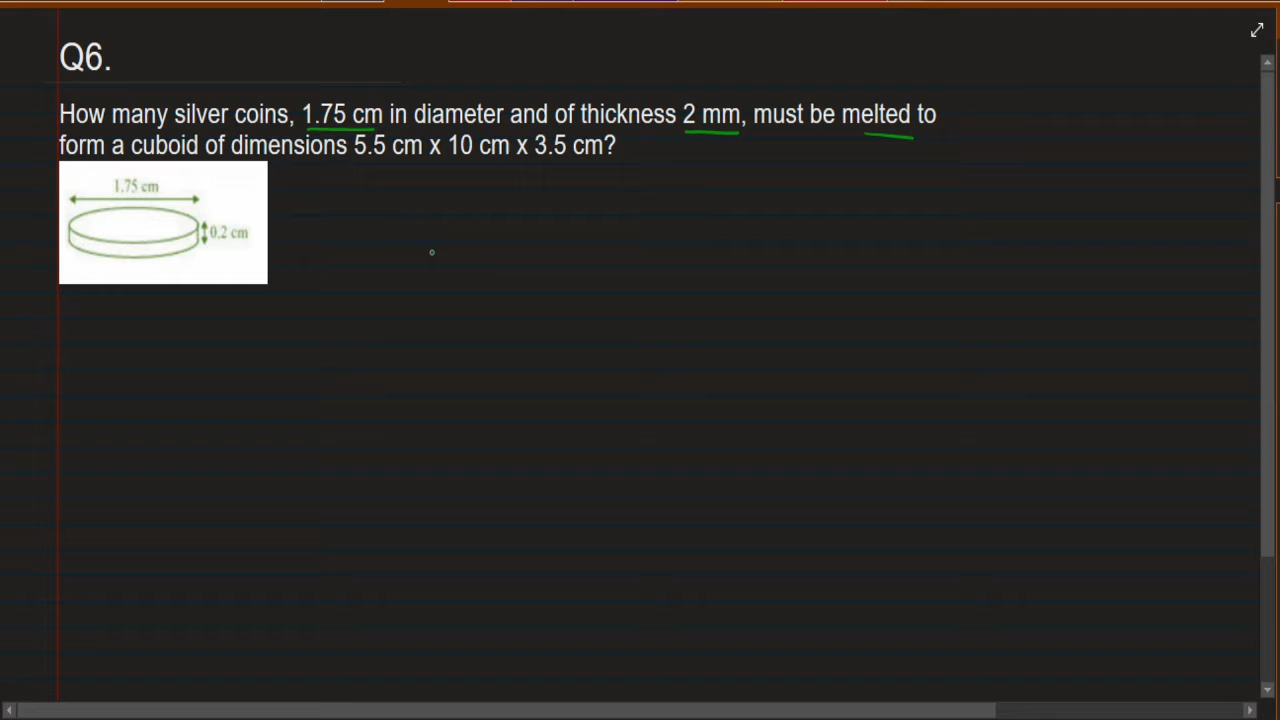 Q6.
How many silver coins, 1.75 cm in diameter and of thickness 2 mm, must be melted to
form a cuboid of dimensions 5.5 cm x 10 cm x 3.5 cm?
1.75 cm
0.2 cm